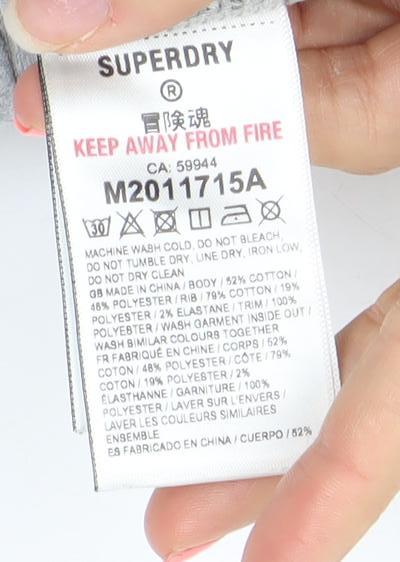 SUPERDRY
®
冒険魂
KEEP AWAY FROM FIRE
CA: 59944
M2011715A
30
MACHINE WASH COLD, DO NOT BLEACH,
DO NOT TUMBLE DRY, LINE DRY, IRON LOW,
DO NOT DRY CLEAN
GB MADE IN CHINA / BODY / 52% COTTON /
48% POLYESTER / RIB / 79% COTTON / 19%
POLYESTER / 2% ELASTANE / TRIM / 100%
POLYEBTER / WASH GARMENT INSIDE OUT /
WASH BIMILAR COLOURS TOGETHER
FR FABRIQUÉ EN CHINE / CORPS / 52%
COTON / 48% POLYESTER / CÔTE / 79%
COTON / 19% POLYESTER / 2%
ÉLASTHANNE / GARNITURE / 100%
POLYESTER / LAVER SUR L'ENVERS /
LAVER LES COULEURS SIMILAIRES
ENSEMBLE
ES FABRICADO EN CHINA / CUERPO / 52%